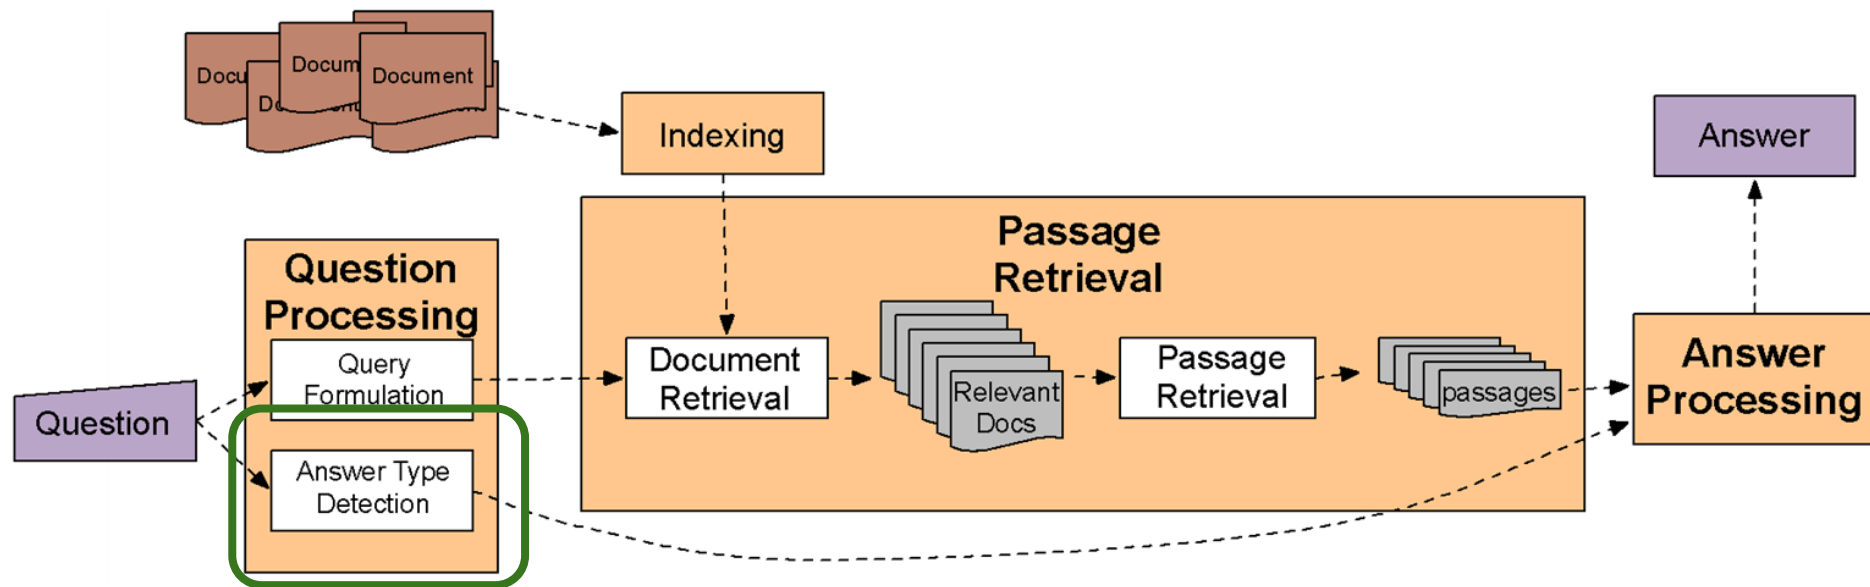 Docu
Docum
Document
Do
Indexing
Answer
Passage
Retrieval
Question
Processing
Query
Formulation
Document
Retrieval
Relevant
Docs
Passage
Retrieval
passages
Answer
Processing
Question
Answer Type
Detection